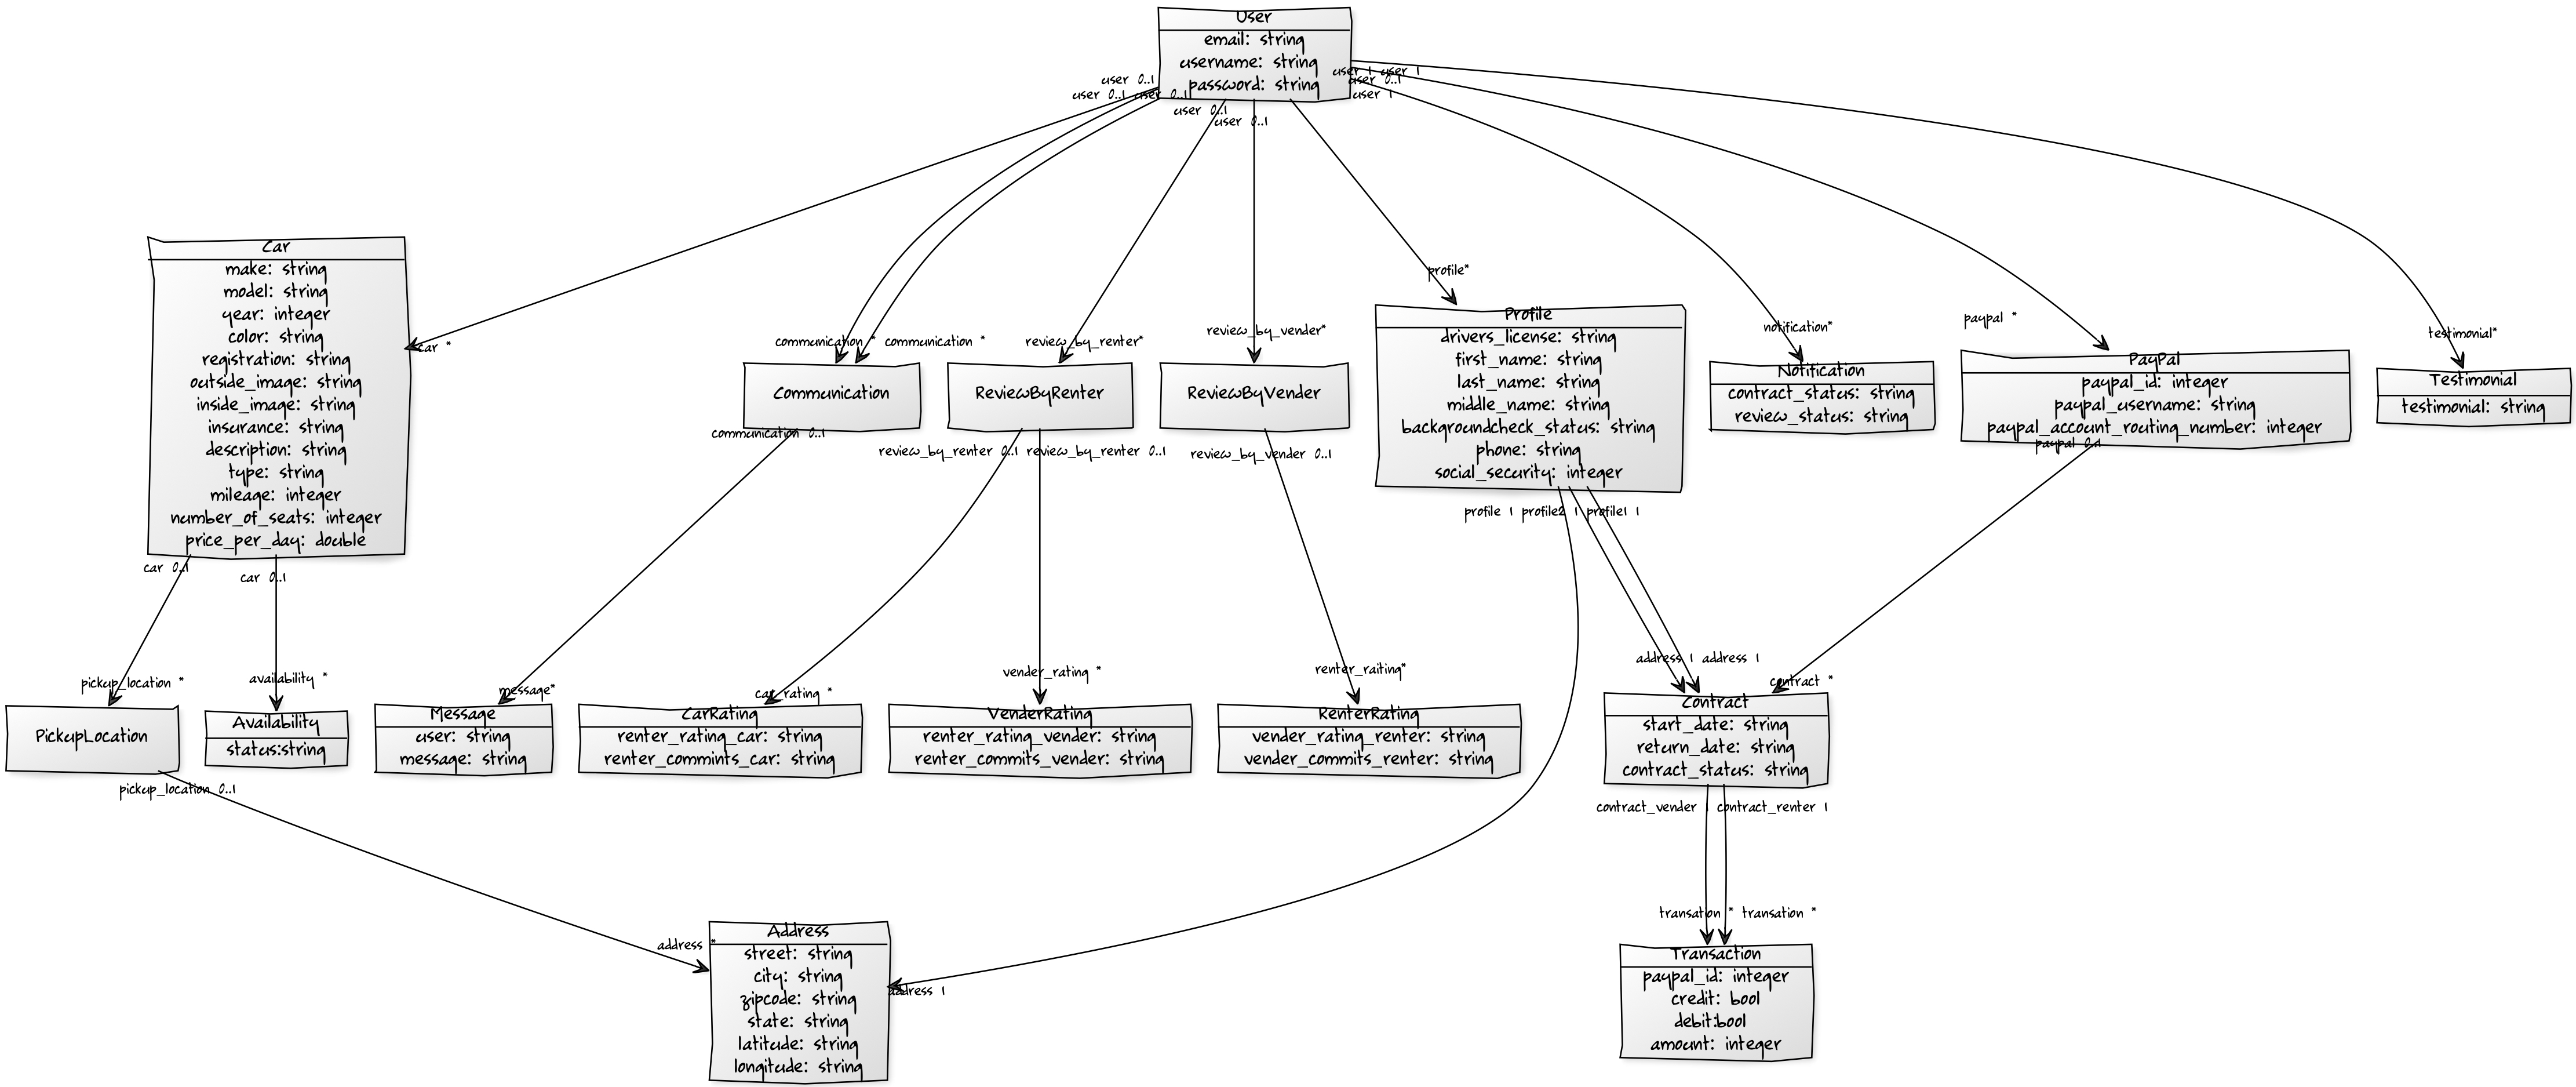 User
email: string
username: string
password: string
user 0..1
user 0..1 user 0..1
user 0..1
user 0..1
user 1 user 1
user 0..1
user 1
car *
communication * communication *
review_by_renter*
review_by_vender*
profile*
notification*
paypal *
testimonial*
Car
make: string
model: string
year: integer
color: string
registration: string
outside_image: string
inside_image: string
insurance: string
description: string
type: string
mileage: integer
number_of_seats: integer
price_per_day: double
Communication
ReviewByRenter
ReviewByVender
Profile
drivers_license: string
first_name: string
last_name: string
middle_name: string
backgroundcheck_status: string
phone: string
social_security: integer
Notification
contract_status: string
review_status: string
PayPal
paypal_id: integer
paypal_username: string
paypal_account_routing_number: integer
Testimonial
testimonial: string
car 0..1
car 0..1
communication 0..1
review_by_renter 0..1 review_by_renter 0..1
review_by_vender 0..1
profile 1 profile2 1 profile1 1
paypal 0..1
pickup_location *
availability *
message*
car_rating *
vender_rating *
renter_raiting*
address 1 address 1
contract *
PickupLocation
Availability
status:string
Message
user: string
message: string
CarRating
renter_rating_car: string
renter_commints_car: string
VenderRating
renter_rating_vender: string
renter_commits_vender: string
RenterRating
vender_rating_renter: string
vender_commits_renter: string
Contract
start_date: string
return_date: string
contract_status: string
pickup_location 0..1
contract_vender 1 contract_renter 1
address *
address 1
transation * transation *
Address
street: string
city: string
zipcode: string
state: string
latitude: string
longitude: string
Transaction
paypal_id: integer
credit: bool
debit:bool
amount: integer